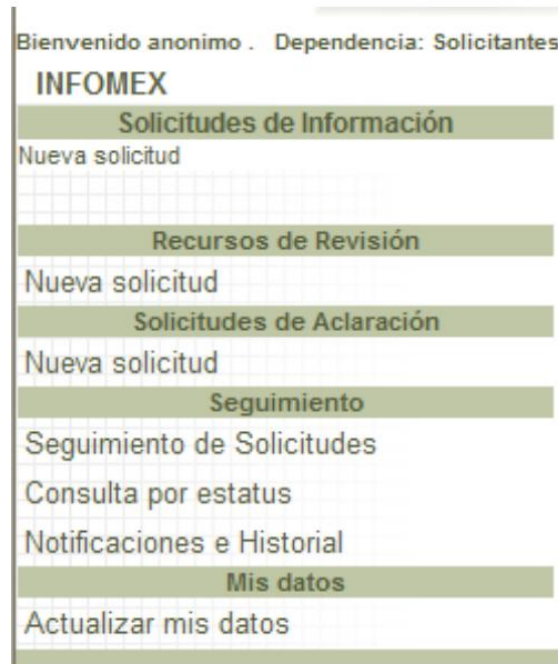 Bienvenido anonimo . Dependencia: Solicitantes
INFOMEX
Solicitudes de Información
Nueva solicitud
Recursos de Revisión
Nueva solicitud
Solicitudes de Aclaración
Nueva solicitud
Seguimiento
Seguimiento de Solicitudes
Consulta por estatus
Notificaciones e Historial
Mis datos
Actualizar mis datos